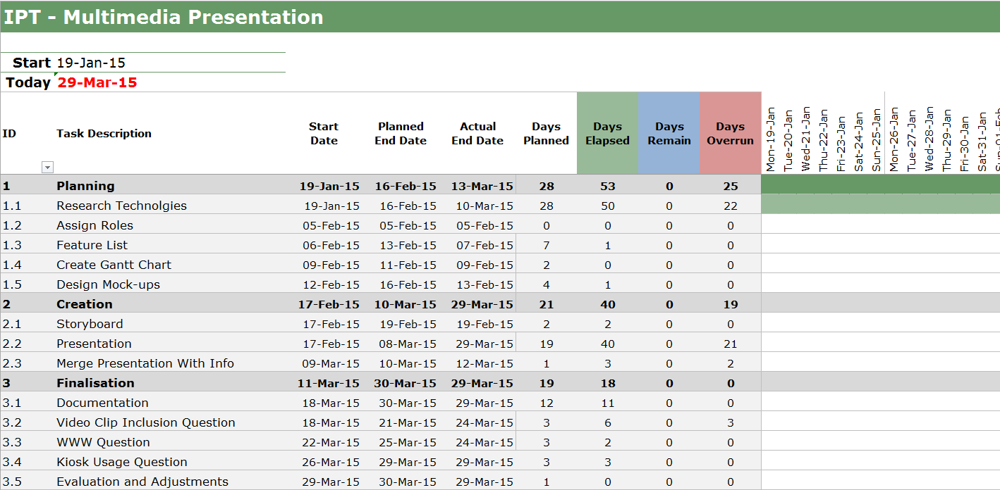 IPT - Multimedia Presentation
Start 19-Jan-15
Today 29-Mar-15
ID Task Description Start Date Planned End Date Actual End Date Days Planned Days Elapsed Days Remain Days Overrun Mon-19-Jan Tue-20-Jan Wed-21-Jan Thu-22-Jan Fri-23-Jan Sat-24-Jan Sun-25-Jan Mon-26-Jan Tue-27-Jan Wed-28-Jan Thu-29-Jan Fri-30-Jan Sat-31-Jan Sun-01-Feb
1 Planning 19-Jan-15 16-Feb-15 13-Mar-15 28 53 0 25
1.1 Research Technolgies 19-Jan-15 16-Feb-15 10-Mar-15 28 50 0 22
1.2 Assign Roles 05-Feb-15 05-Feb-15 05-Feb-15 0 0 0 0
1.3 Feature List 06-Feb-15 13-Feb-15 07-Feb-15 7 1 0 0
1.4 Create Gantt Chart 09-Feb-15 11-Feb-15 09-Feb-15 2 0 0 0
1.5 Design Mock-ups 12-Feb-15 16-Feb-15 13-Feb-15 4 1 0 0
2 Creation 17-Feb-15 10-Mar-15 29-Mar-15 21 40 0 19
2.1 Storyboard 17-Feb-15 19-Feb-15 19-Feb-15 2 2 0 0
2.2 Presentation 17-Feb-15 08-Mar-15 29-Mar-15 19 40 0 21
2.3 Merge Presentation With Info 09-Mar-15 10-Mar-15 12-Mar-15 1 3 0 2
3 Finalisation 11-Mar-15 30-Mar-15 29-Mar-15 19 18 0 0
3.1 Documentation 18-Mar-15 30-Mar-15 29-Mar-15 12 11 0 0
3.2 Video Clip Inclusion Question 18-Mar-15 21-Mar-15 24-Mar-15 3 6 0 3
3.3 WWW Question 22-Mar-15 25-Mar-15 24-Mar-15 3 2 0 0
3.4 Kiosk Usage Question 26-Mar-15 29-Mar-15 29-Mar-15 3 3 0 0
3.5 Evaluation and Adjustments 29-Mar-15 30-Mar-15 29-Mar-15 1 0 0 0